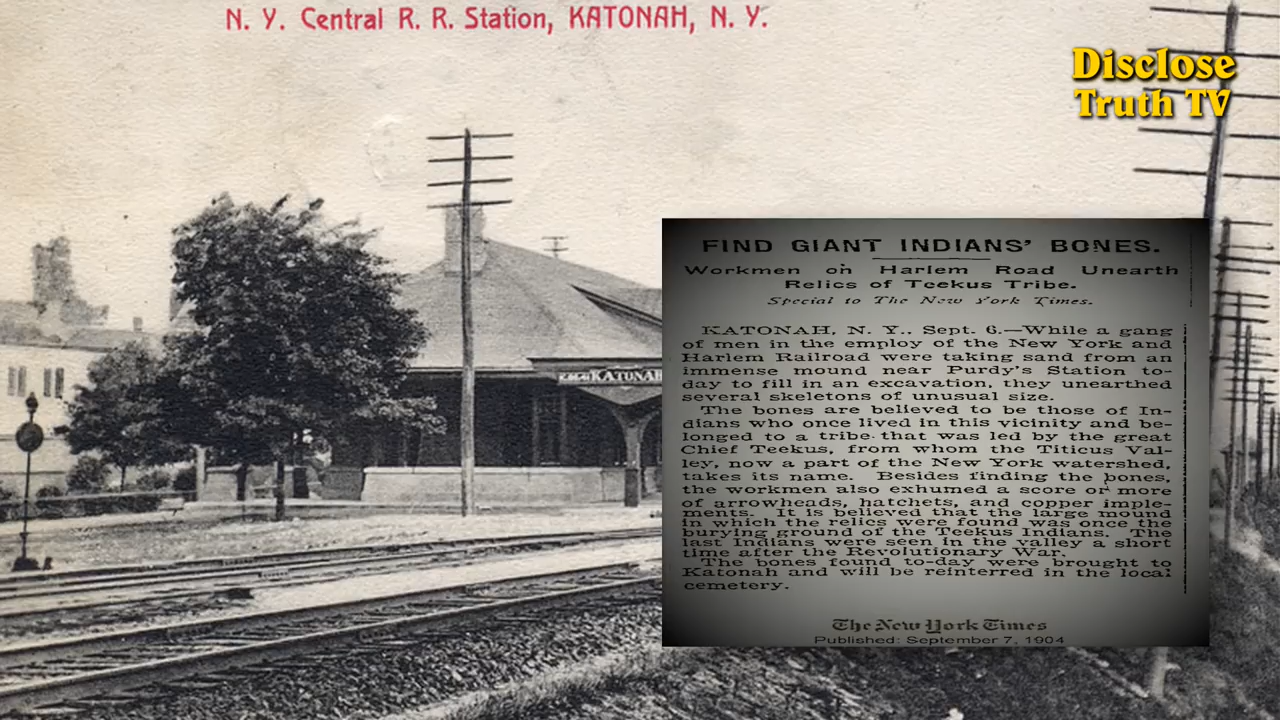 N. Y. Central R. R. Station, KATONAH, N. Y.
Disclose
Truth TV
KATONAH
FIND GIANT INDIANS' BONES.
Workmen on Harlem Road Unearth
Relics of Teekus Tribe.
Special to The New York Times.
KATONAH, N. Y., Sept. 6.—While a gang
of men in the employ of the New York and
Harlem Railroad were taking sand from an
immense mound near Purdy's Station to-
day to fill in an excavation, they unearthed
several skeletons of unusual size.
The bones are believed to be those of In-
dians who once lived in this vicinity and be-
longed to a tribe that was led by the great
Chief Teekus, from whom the Titicus Val-
ley, now a part of the New York watershed,
takes its name. Besides finding the bones,
the workmen also exhumed a score or more
of arrowheads, hatchets, and copper imple-
ments. It is believed that the large mound
in which the relics were found was once the
burying ground of the Teekus Indians. The
last Indians were seen in the valley a short
time after the Revolutionary War.
The bones found to-day were brought to
Katonah and will be reinterred in the local
cemetery.
The New York Times
Published: September 7, 1904